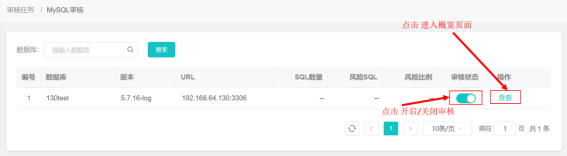 审核任务 / MySQL审核
点击 进入概览页面
数据库: 请输入数据库 搜索
编号 数据库 版本 URL SQL数量 风险SQL 风险比例 审核状态 操作
1 130test 5.7.16-log 192.168.64.130:3306 -- -- -- 查看
点击 开启/关闭审核
< 1 > 10条/页 前往 1 页 共 1 条